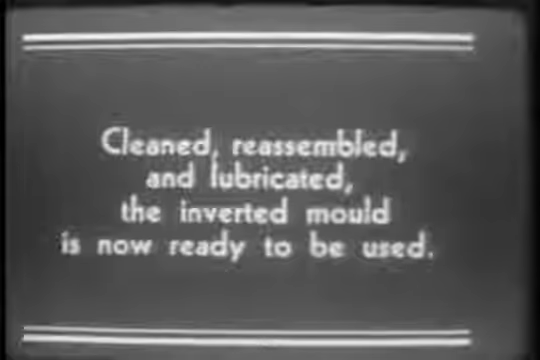 Cleaned, reassembled,
and lubricated,
the inverted mould
is now ready to be used.